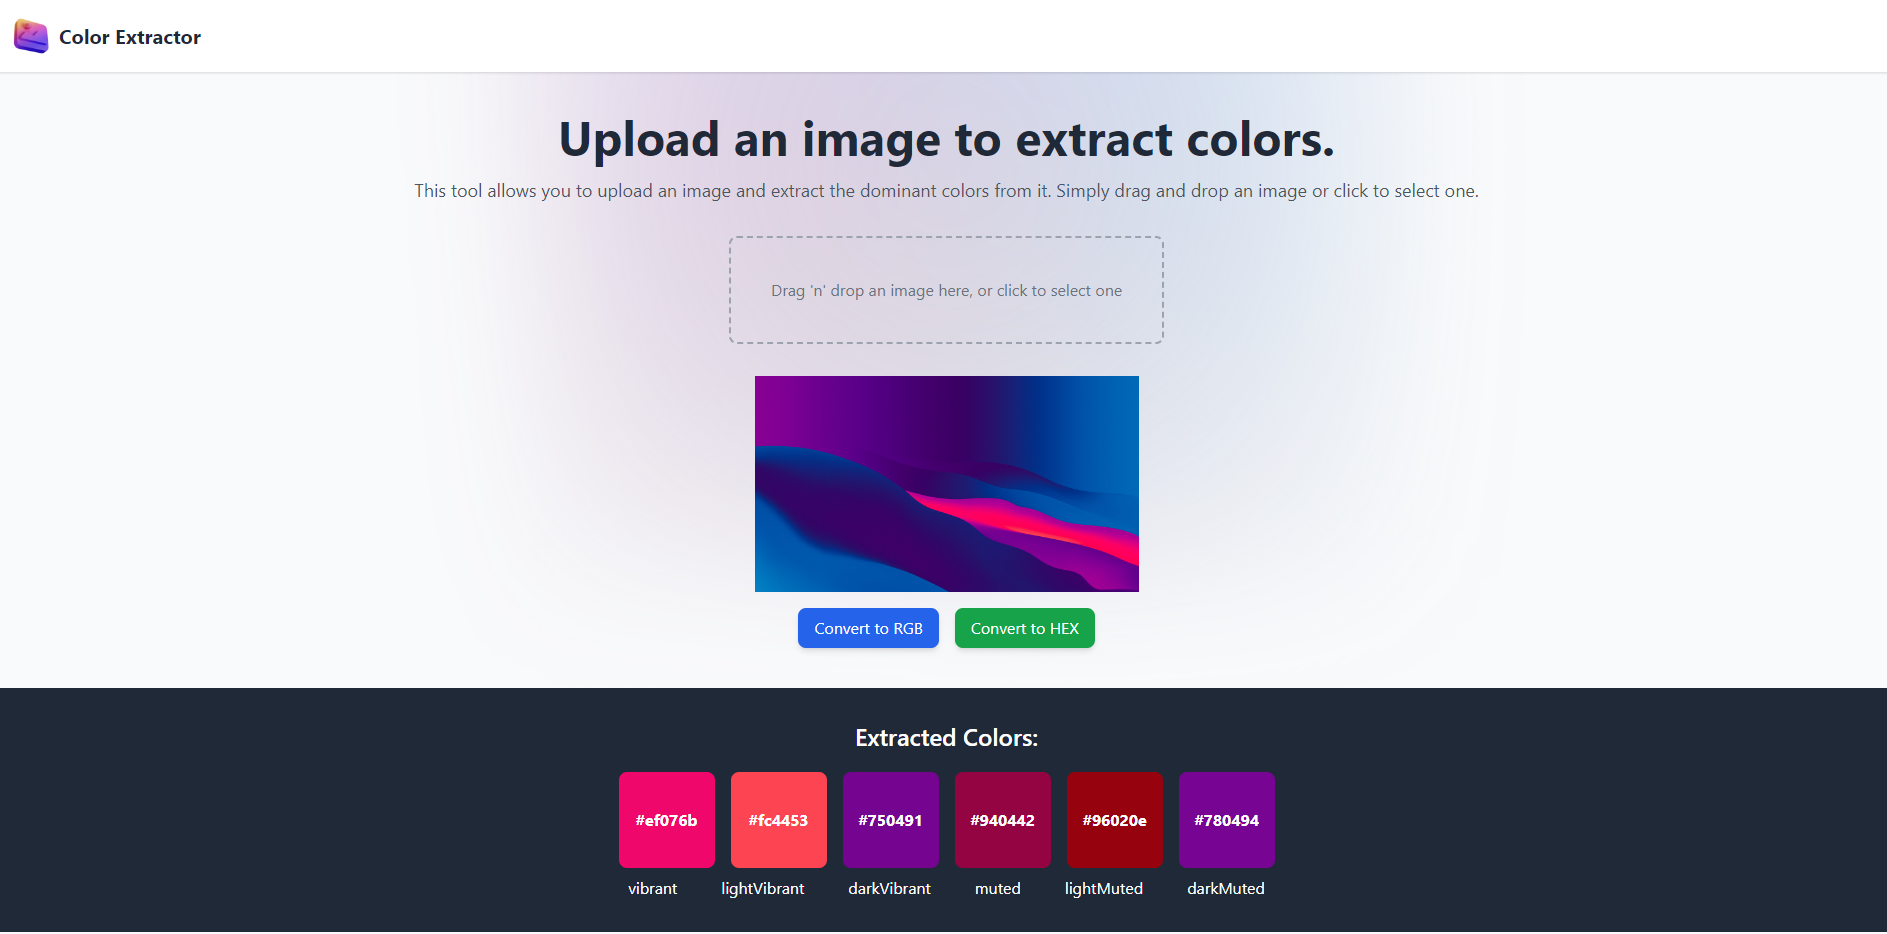 Color Extractor
Upload an image to extract colors.
This tool allows you to upload an image and extract the dominant colors from it. Simply drag and drop an image or click to select one.
Drag 'n' drop an image here, or click to select one
Convert to RGB Convert to HEX
Extracted Colors:
#ef076b #fc4453 #750491 #940442 #96020e #780494
vibrant lightVibrant darkVibrant muted lightMuted darkMuted